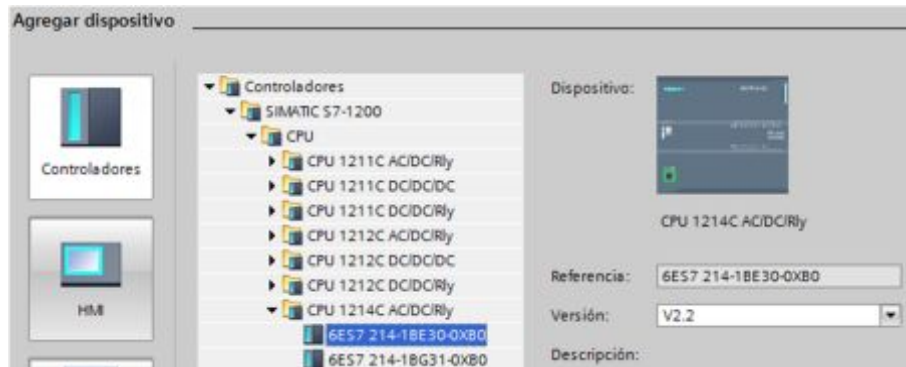 Agregar dispositivo
Controladores
HMI
Controladores
SIMATIC S7-1200
CPU
CPU 1211C AC/DC/Rly
CPU 1211C DC/DC/DC
CPU 1211C DC/DC/Rly
CPU 1212C AC/DC/Rly
CPU 1212C DC/DC/DC
CPU 1212C DC/DC/Rly
CPU 1214C AC/DC/Rly
6ES7 214-1BE30-0XB0
6ES7 214-1BG31-0XB0
Dispositivo:
CPU 1214C AC/DC/Rly
Referencia: 6ES7 214-1BE30-0XB0
Versión: V2.2
Descripción: